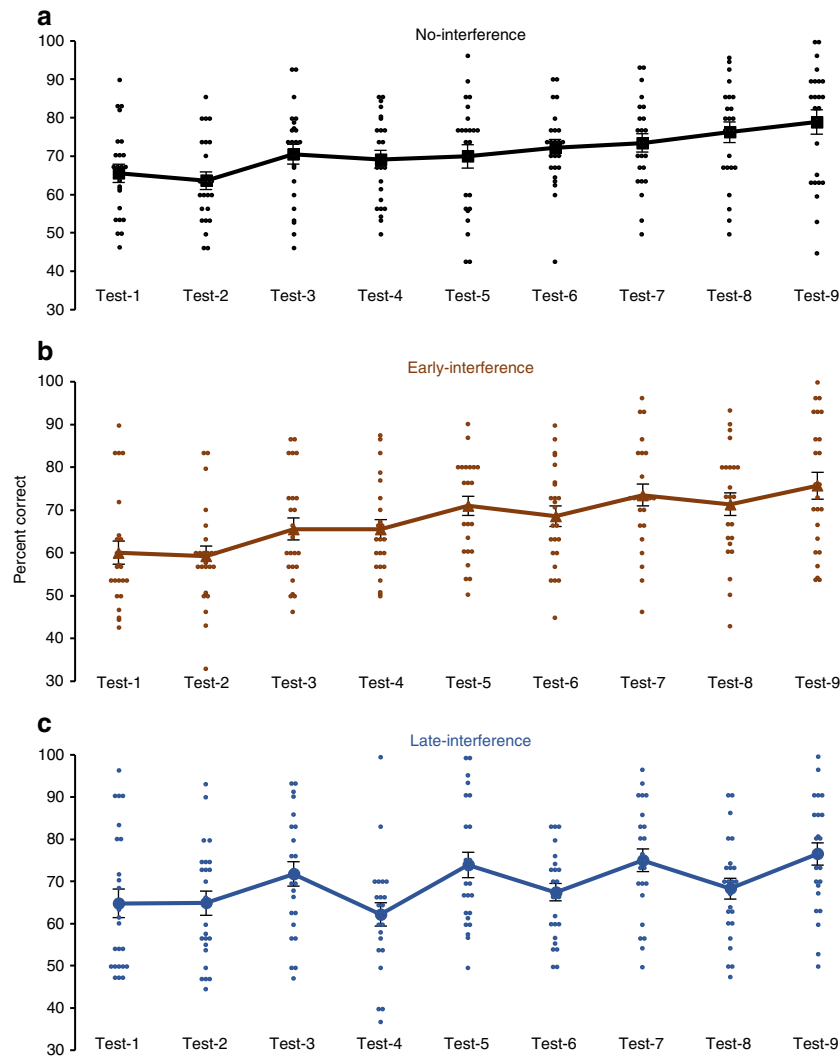 a
No-interference
100
90
80
70
60
50
40
30
Test-1 Test-2 Test-3 Test-4 Test-5 Test-6 Test-7 Test-8 Test-9
b
Early-interference
Percent correct
100
90
80
70
60
50
40
30
Test-1 Test-2 Test-3 Test-4 Test-5 Test-6 Test-7 Test-8 Test-9
c
Late-interference
100
90
80
70
60
50
40
30
Test-1 Test-2 Test-3 Test-4 Test-5 Test-6 Test-7 Test-8 Test-9